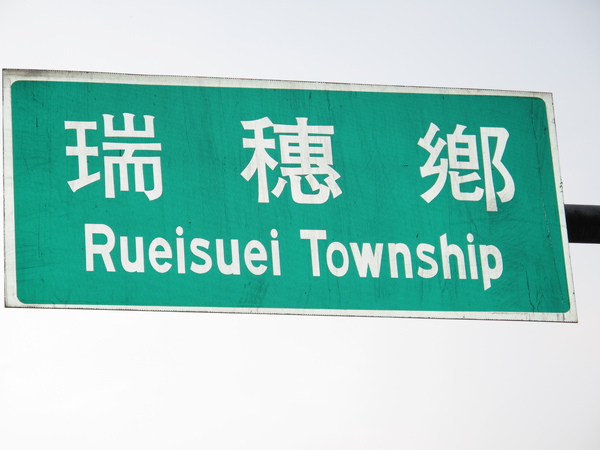 瑞穗鄉
Rueisuei Township